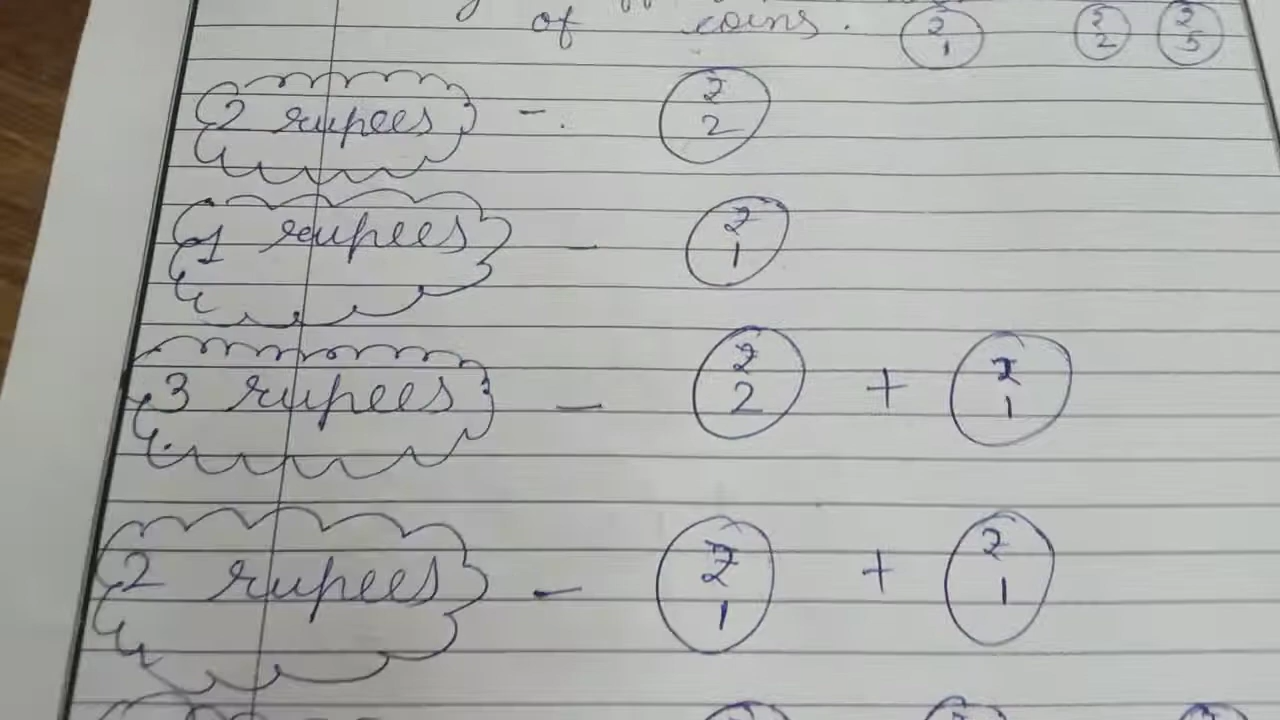 of coins. ₹ 1 ₹ 2 ₹ 5
2 rupees - ₹ 2
1 rupees - ₹ 1
3 rupees - ₹ 2 + ₹ 1
2 rupees - ₹ 1 + ₹ 1